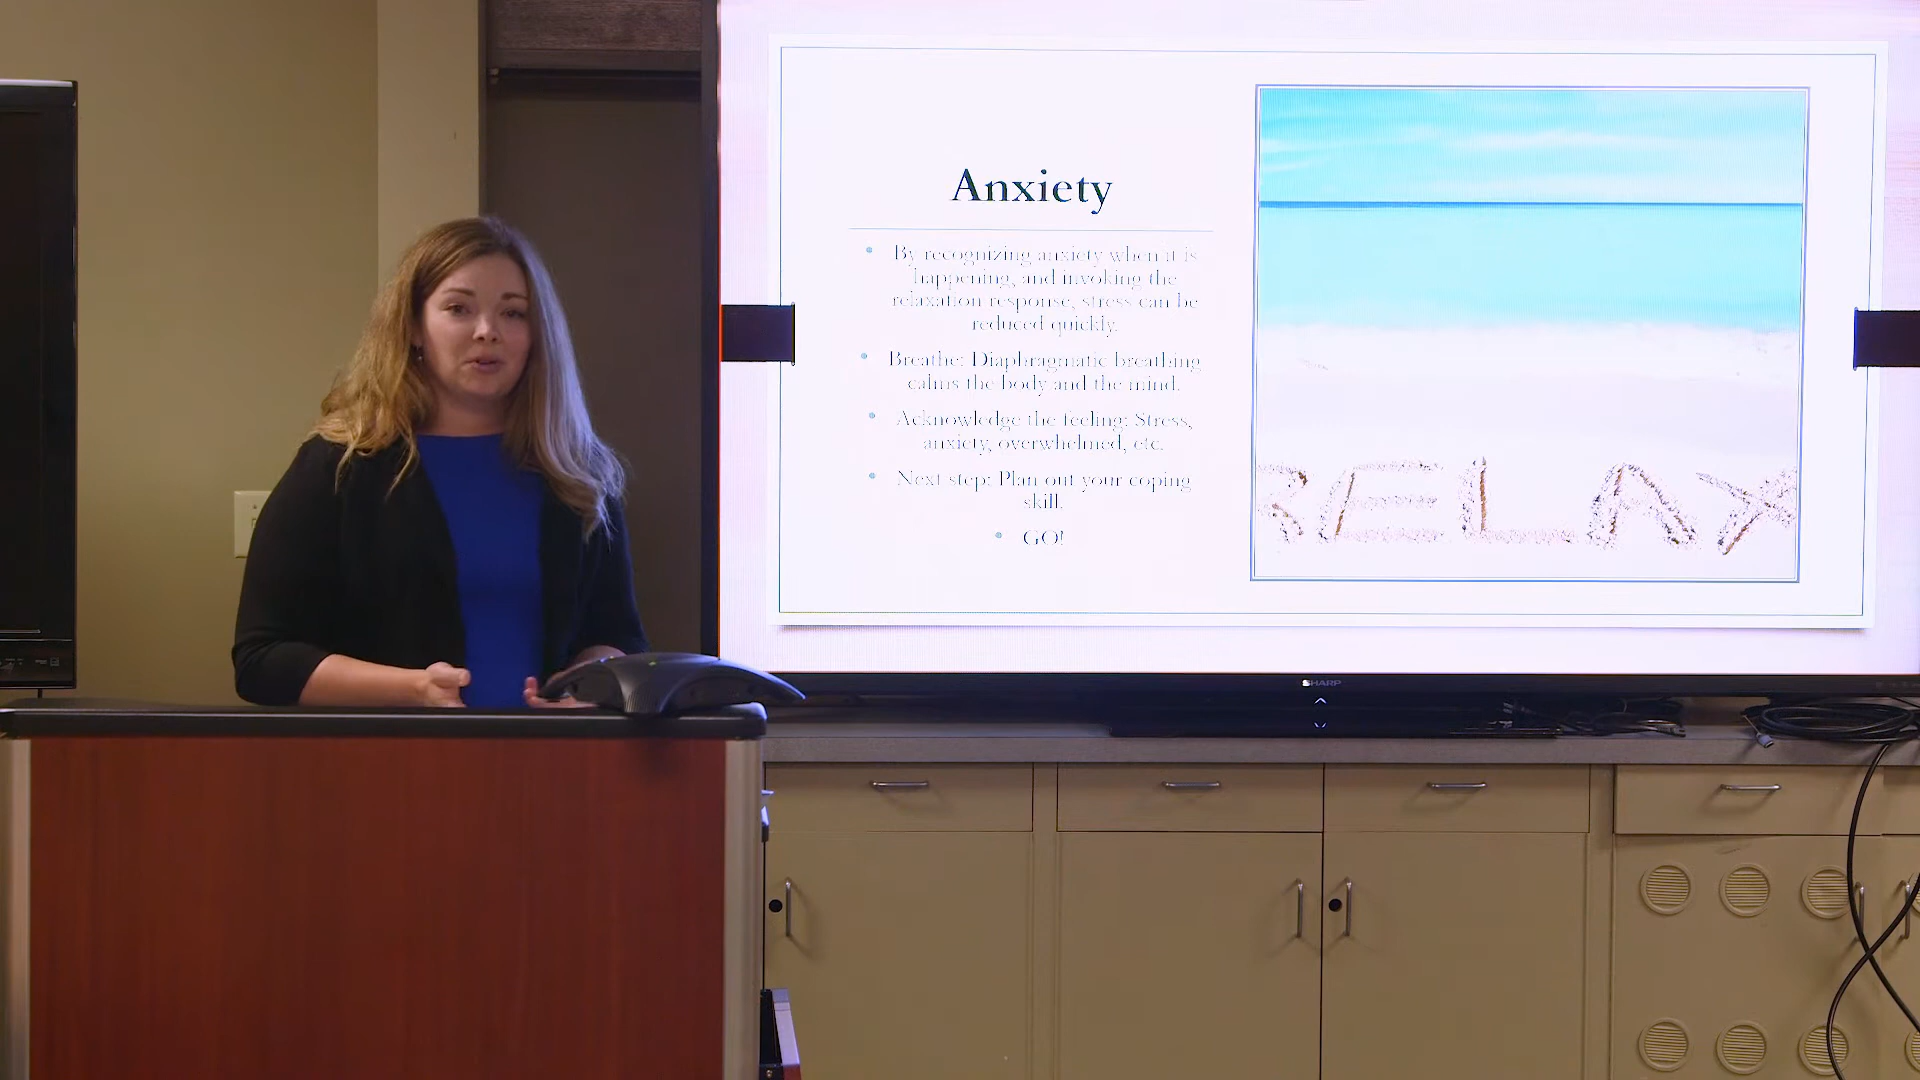 Anxiety
• By recognizing anxiety when it is
happening, and invoking the
relaxation response, stress can be
reduced quickly.
• Breathe: Diaphragmatic breathing
calms the body and the mind.
• Acknowledge the feeling: Stress,
anxiety, overwhelmed, etc.
• Next step: Plan out your coping
skill.
• GO!
RELAX
SHARP